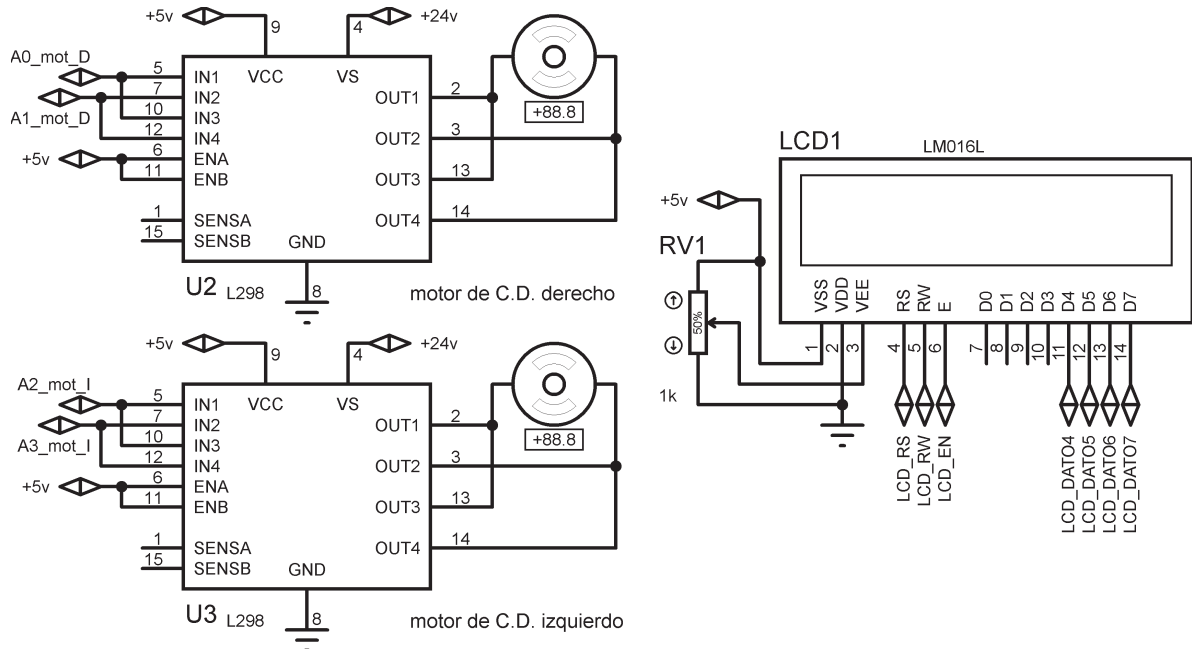 +5v
9
4
+24v
A0_mot_D
A1_mot_D
+5v
5
7
10
12
6
11
1
15
IN1
IN2
IN3
IN4
ENA
ENB
SENSA
SENSB
VCC
VS
GND
OUT1
OUT2
OUT3
OUT4
2
3
13
14
+88.8
8
U2 L298
motor de C.D. derecho
+5v
9
4
+24v
A2_mot_I
A3_mot_I
+5v
5
7
10
12
6
11
1
15
IN1
IN2
IN3
IN4
ENA
ENB
SENSA
SENSB
VCC
VS
GND
OUT1
OUT2
OUT3
OUT4
2
3
13
14
+88.8
8
U3 L298
motor de C.D. izquierdo
LCD1 LM016L
+5v
RV1
50%
1k
VSS
VDD
VEE
RS
RW
E
D0
D1
D2
D3
D4
D5
D6
D7
1
2
3
4
5
6
7
8
9
10
11
12
13
14
LCD_RS
LCD_RW
LCD_EN
LCD_DATO4
LCD_DATO5
LCD_DATO6
LCD_DATO7